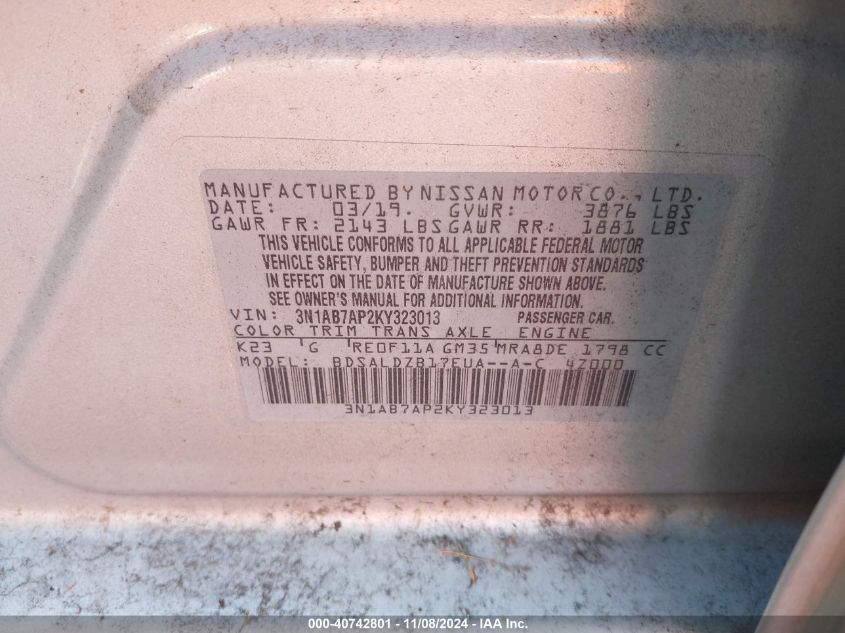 MANUFACTURED BY NISSAN MOTOR CO., LTD.
DATE: 03/19. GVWR: 3876 LBS
GAWR FR: 2143 LBS GAWR RR: 1881 LBS
THIS VEHICLE CONFORMS TO ALL APPLICABLE FEDERAL MOTOR
VEHICLE SAFETY, BUMPER AND THEFT PREVENTION STANDARDS
IN EFFECT ON THE DATE OF MANUFACTURE SHOWN ABOVE.
SEE OWNER'S MANUAL FOR ADDITIONAL INFORMATION.
VIN: 3N1AB7AP2KY323013 PASSENGER CAR.
COLOR TRIM TRANS AXLE ENGINE
K23 G RE0F11A GM35 MRA8DE 1798 CC
MODEL: BDSALDZB17EUA--A-C 4Z000
3N1AB7AP2KY323013
000-40742801 - 11/08/2024 - IAA Inc.